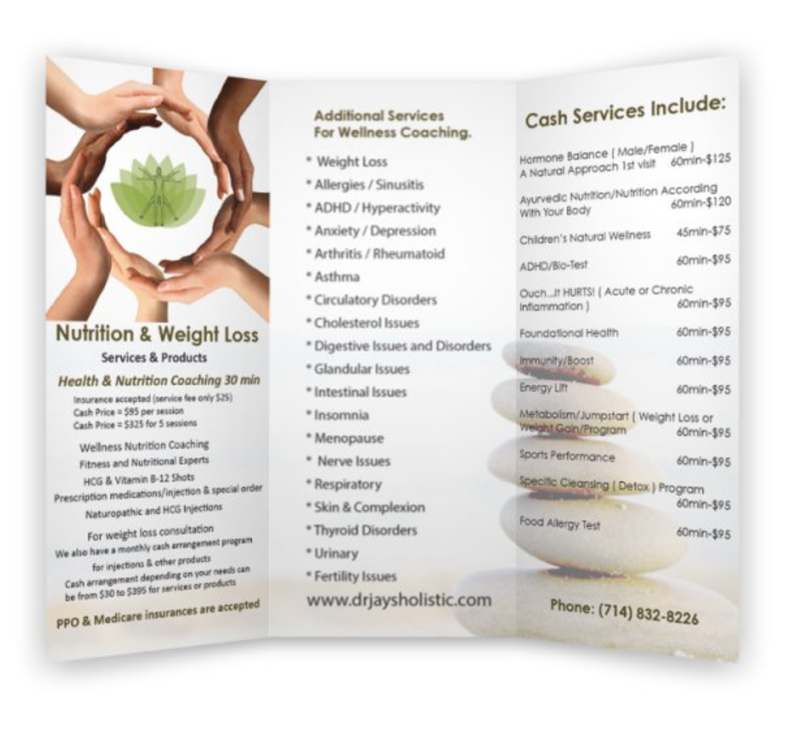 Nutrition & Weight Loss
Services & Products
Health & Nutrition Coaching 30 min
Insurance accepted (service fee only $25)
Cash Price = $95 per session
Cash Price = $325 for 5 sessions
Wellness Nutrition Coaching
Fitness and Nutritional Experts
HCG & Vitamin B-12 Shots
Prescription medications/injection & special order
Naturopathic and HCG Injections
For weight loss consultation
We also have a monthly cash arrangement program
for injections & other products
Cash arrangement depending on your needs can
be from $30 to $395 for services or products
PPO & Medicare insurances are accepted
Additional Services
For Wellness Coaching.
* Weight Loss
* Allergies / Sinusitis
* ADHD / Hyperactivity
* Anxiety / Depression
* Arthritis / Rheumatoid
* Asthma
* Circulatory Disorders
* Cholesterol Issues
* Digestive Issues and Disorders
* Glandular Issues
* Intestinal Issues
* Insomnia
* Menopause
* Nerve Issues
* Respiratory
* Skin & Complexion
* Thyroid Disorders
* Urinary
* Fertility Issues
www.drjaysholistic.com
Cash Services Include:
Hormone Balance ( Male/Female )
A Natural Approach 1st visit 60min-$125
Ayurvedic Nutrition/Nutrition According
With Your Body 60min-$120
Children's Natural Wellness 45min-$75
ADHD/Bio-Test 60min-$95
Ouch...It HURTS! ( Acute or Chronic
Inflammation ) 60min-$95
Foundational Health 60min-$95
Immunity/Boost 60min-$95
Energy Lift 60min-$95
Metabolism/Jumpstart ( Weight Loss or
Weight Gain/Program 60min-$95
Sports Performance 60min-$95
Specific Cleansing ( Detox ) Program
60min-$95
Food Allergy Test 60min-$95
Phone: (714) 832-8226